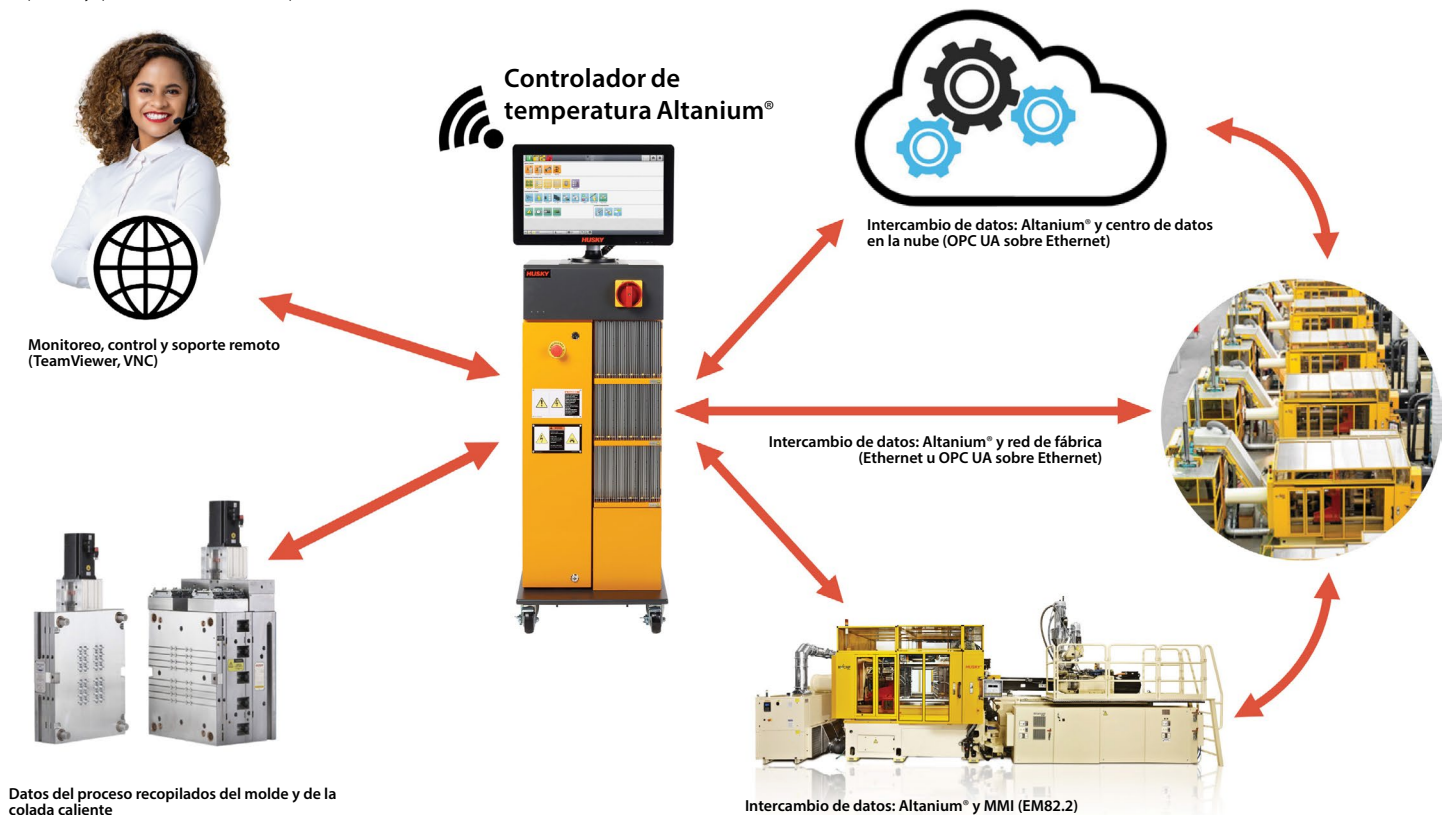 Controlador de
temperatura Altanium®
HUSKY
HUSKY
Intercambio de datos: Altanium® y centro de datos
en la nube (OPC UA sobre Ethernet)
Monitoreo, control y soporte remoto
(TeamViewer, VNC)
Intercambio de datos: Altanium® y red de fábrica
(Ethernet u OPC UA sobre Ethernet)
HUSKY
Datos del proceso recopilados del molde y de la
colada caliente
Intercambio de datos: Altanium® y MMI (EM82.2)